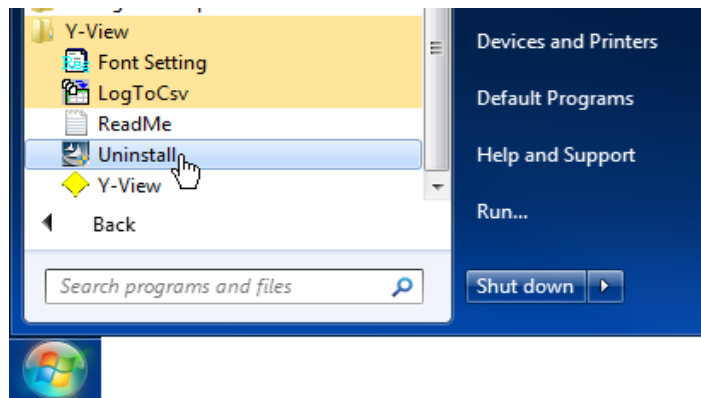 Y-View
Font Setting
LogToCsv
ReadMe
Uninstall
Y-View
Back
Search programs and files
Devices and Printers
Default Programs
Help and Support
Run...
Shut down